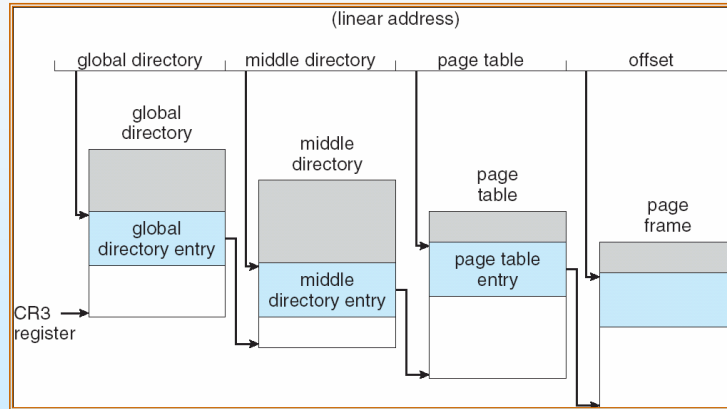 (linear address)
global directory
middle directory
page table
offset
global
directory
middle
directory
page
table
page
frame
global
directory entry
middle
directory entry
page table
entry
CR3
register